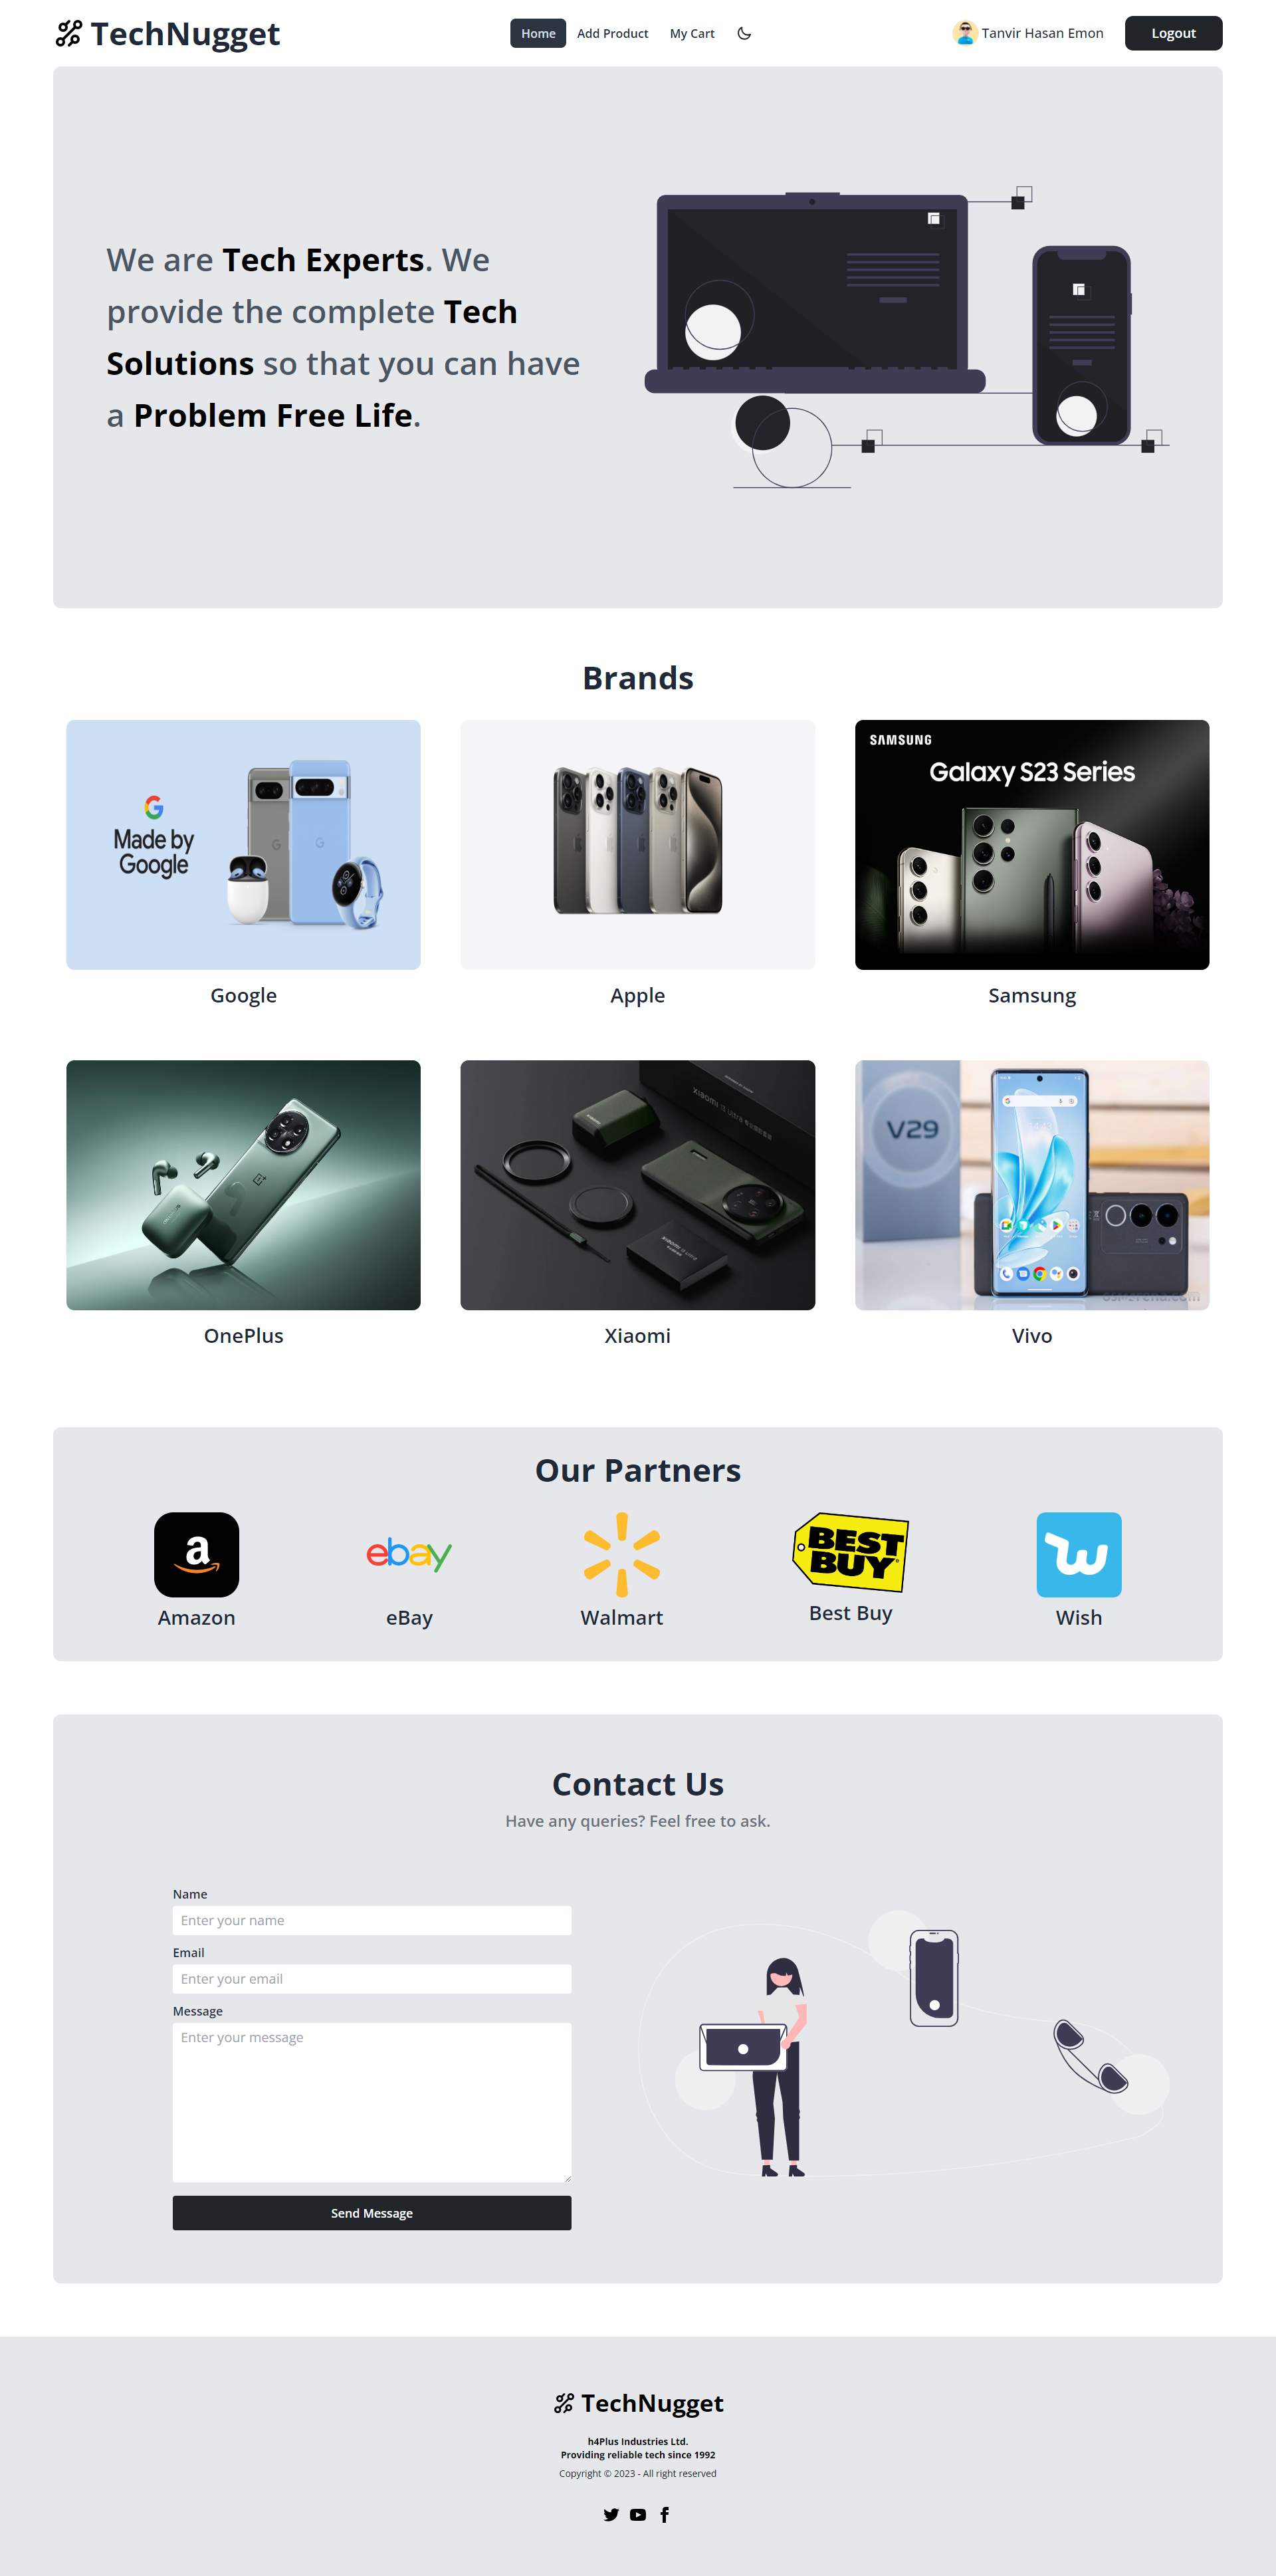 TechNugget
Home
Add Product
My Cart
Tanvir Hasan Emon
Logout
We are Tech Experts. We
provide the complete Tech
Solutions so that you can have
a Problem Free Life.
Brands
Made by
Google
SAMSUNG
Galaxy S23 Series
Google
Apple
Samsung
V29
OnePlus
Xiaomi
Vivo
Our Partners
a
ebay
BEST
BUY
Amazon
eBay
Walmart
Best Buy
Wish
Contact Us
Have any queries? Feel free to ask.
Name
Enter your name
Email
Enter your email
Message
Enter your message
Send Message
TechNugget
h4Plus Industries Ltd.
Providing reliable tech since 1992
Copyright © 2023 - All right reserved